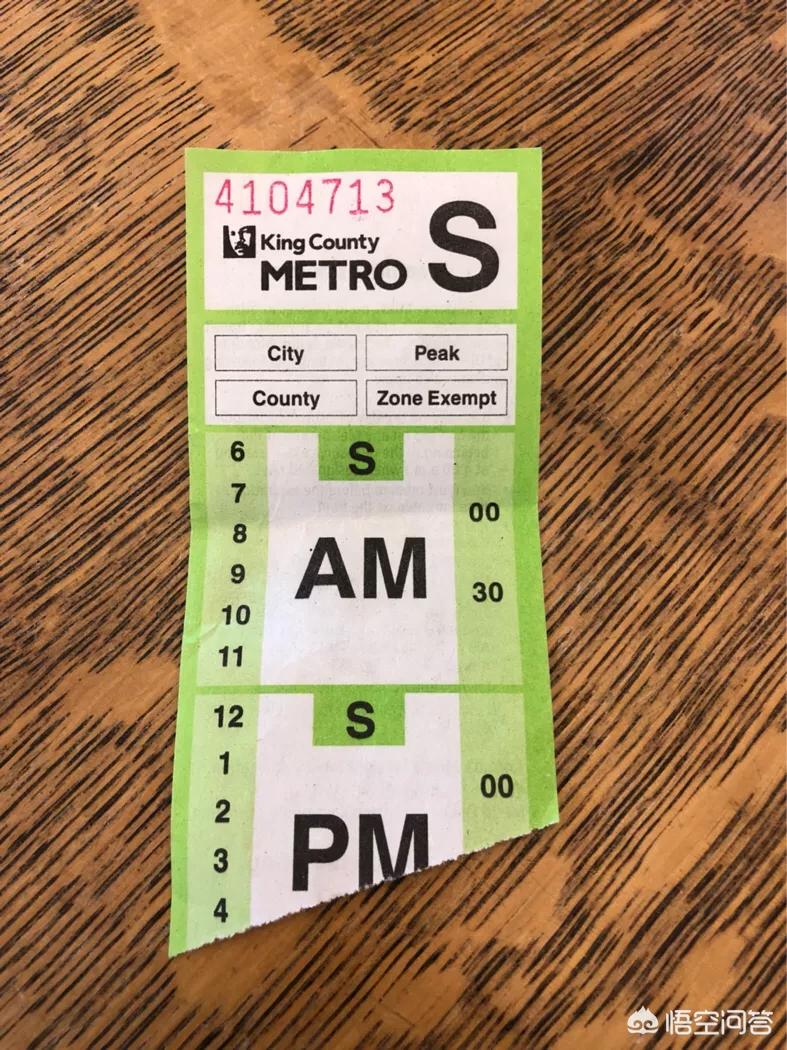 4104713
King County
METRO
S
City
Peak
County
Zone Exempt
6
S
7
00
8
AM
9
30
10
11
12
S
1
00
2
PM
3
4
悟空问答